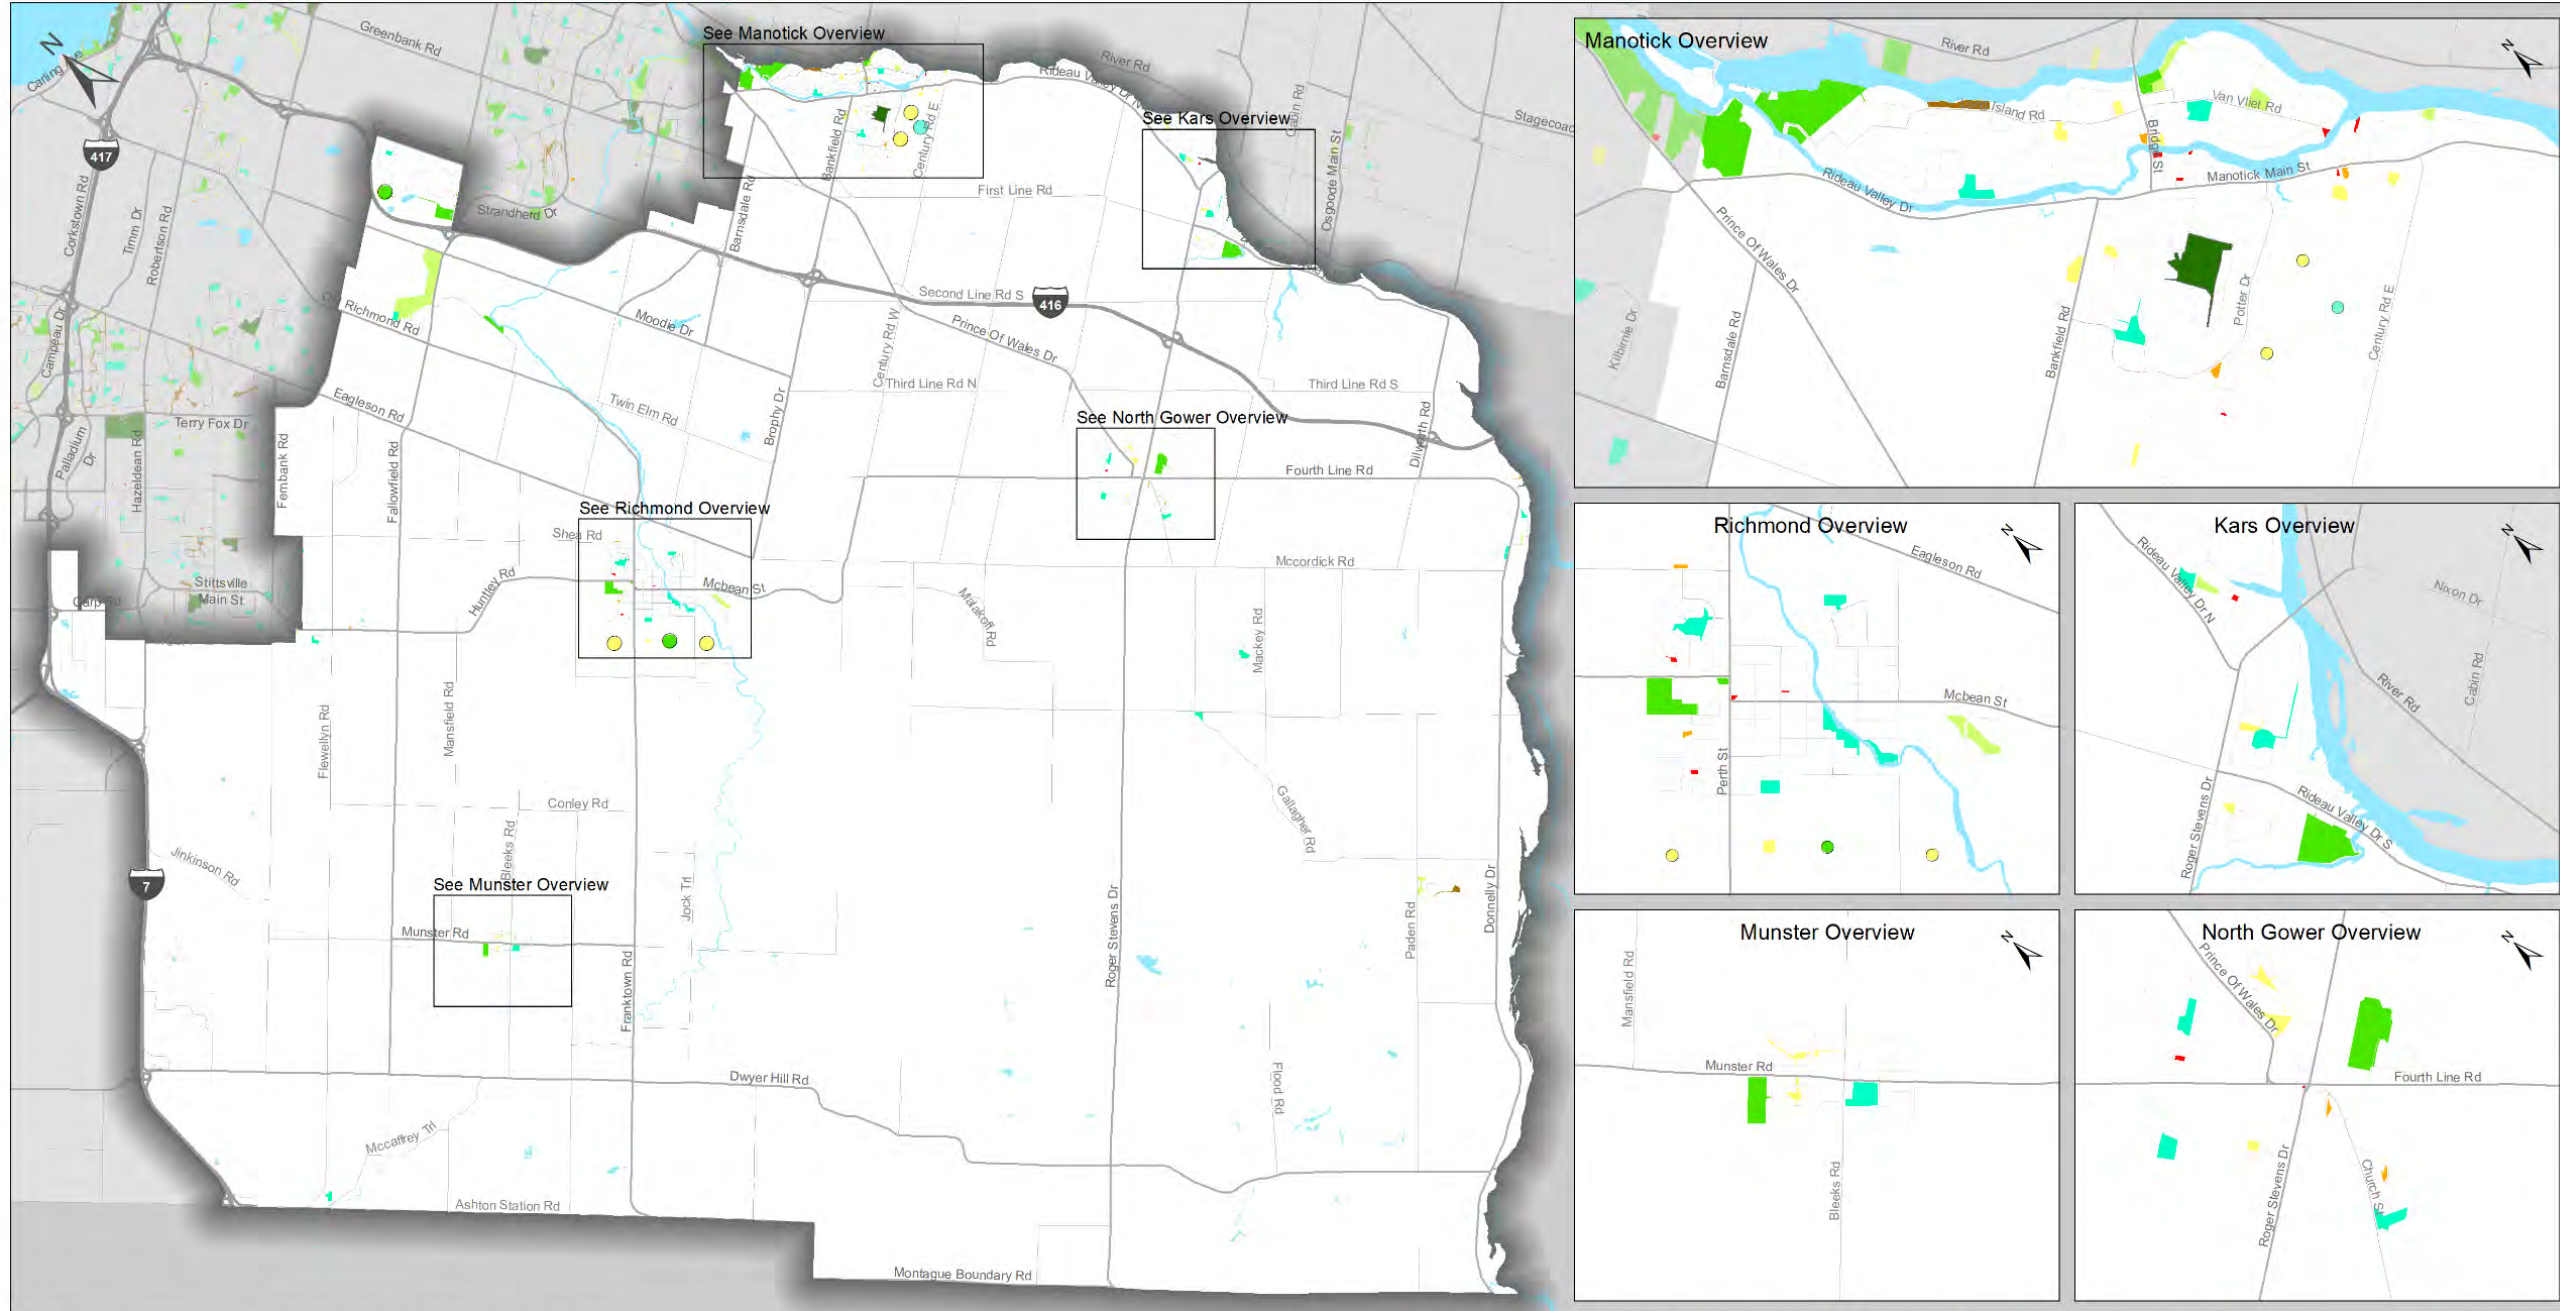 N
Carling Ave
Greenbank Rd
417
Corkstown Rd
Timm Dr
Robertson Rd
Campeau Dr
Palladium
Dr
Hazeldean Rd
Terry Fox Dr
Stittsville
Main St
Carp Rd
Strandherd Dr
Old Richmond Rd
Fernbank Rd
Eagleson Rd
Fallowfield Rd
Moodie Dr
Twin Elm Rd
Brophy Dr
Barnsdale Rd
See Manotick Overview
Bankfield Rd
Century Rd E
Rideau Valley Dr N
River Rd
See Kars Overview
Cabin Rd
Osgoode Main St
First Line Rd
Second Line Rd S
416
Prince Of Wales Dr
Century Rd W
Third Line Rd N
Third Line Rd S
Dilworth Rd
See North Gower Overview
Fourth Line Rd
See Richmond Overview
Shea Rd
Huntley Rd
Mcbean St
Mccordick Rd
Malakoff Rd
Mackey Rd
Flewellyn Rd
Mansfield Rd
Conley Rd
Bleeks Rd
Jinkinson Rd
7
See Munster Overview
Munster Rd
Jock Trl
Franktown Rd
Gallagher Rd
Roger Stevens Dr
Paden Rd
Donnelly Dr
Dwyer Hill Rd
Flood Rd
Mccaffrey Trl
Ashton Station Rd
Montague Boundary Rd
Manotick Overview
N
River Rd
Island Rd
Van Vliet Rd
Bridge St
Manotick Main St
Rideau Valley Dr
Prince Of Wales Dr
Kilbirnie Dr
Barnsdale Rd
Bankfield Rd
Potter Dr
Century Rd E
Richmond Overview
N
Eagleson Rd
Mcbean St
Perth St
Kars Overview
N
Rideau Valley Dr N
Nixon Dr
Cabin Rd
River Rd
Roger Stevens Dr
Rideau Valley Dr S
Munster Overview
N
Mansfield Rd
Munster Rd
Bleeks Rd
North Gower Overview
N
Prince Of Wales Dr
Fourth Line Rd
Church St
Roger Stevens Dr